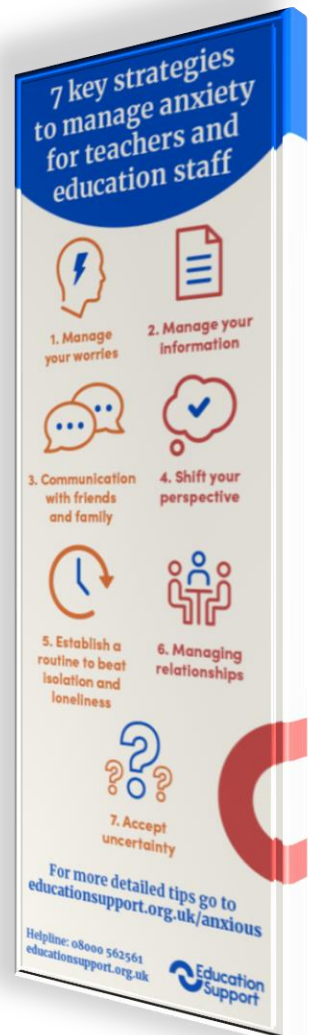 7 key strategies
to manage anxiety
for teachers and
education staff
1. Manage
your worries
2. Manage your
information
3. Communication
with friends
and family
4. Shift your
perspective
5. Establish a
routine to beat
isolation and
loneliness
6. Managing
relationships
7. Accept
uncertainty
For more detailed tips go to
educationsupport.org.uk/anxious
Helpline: 08000 562561
educationsupport.org.uk
Education
Support